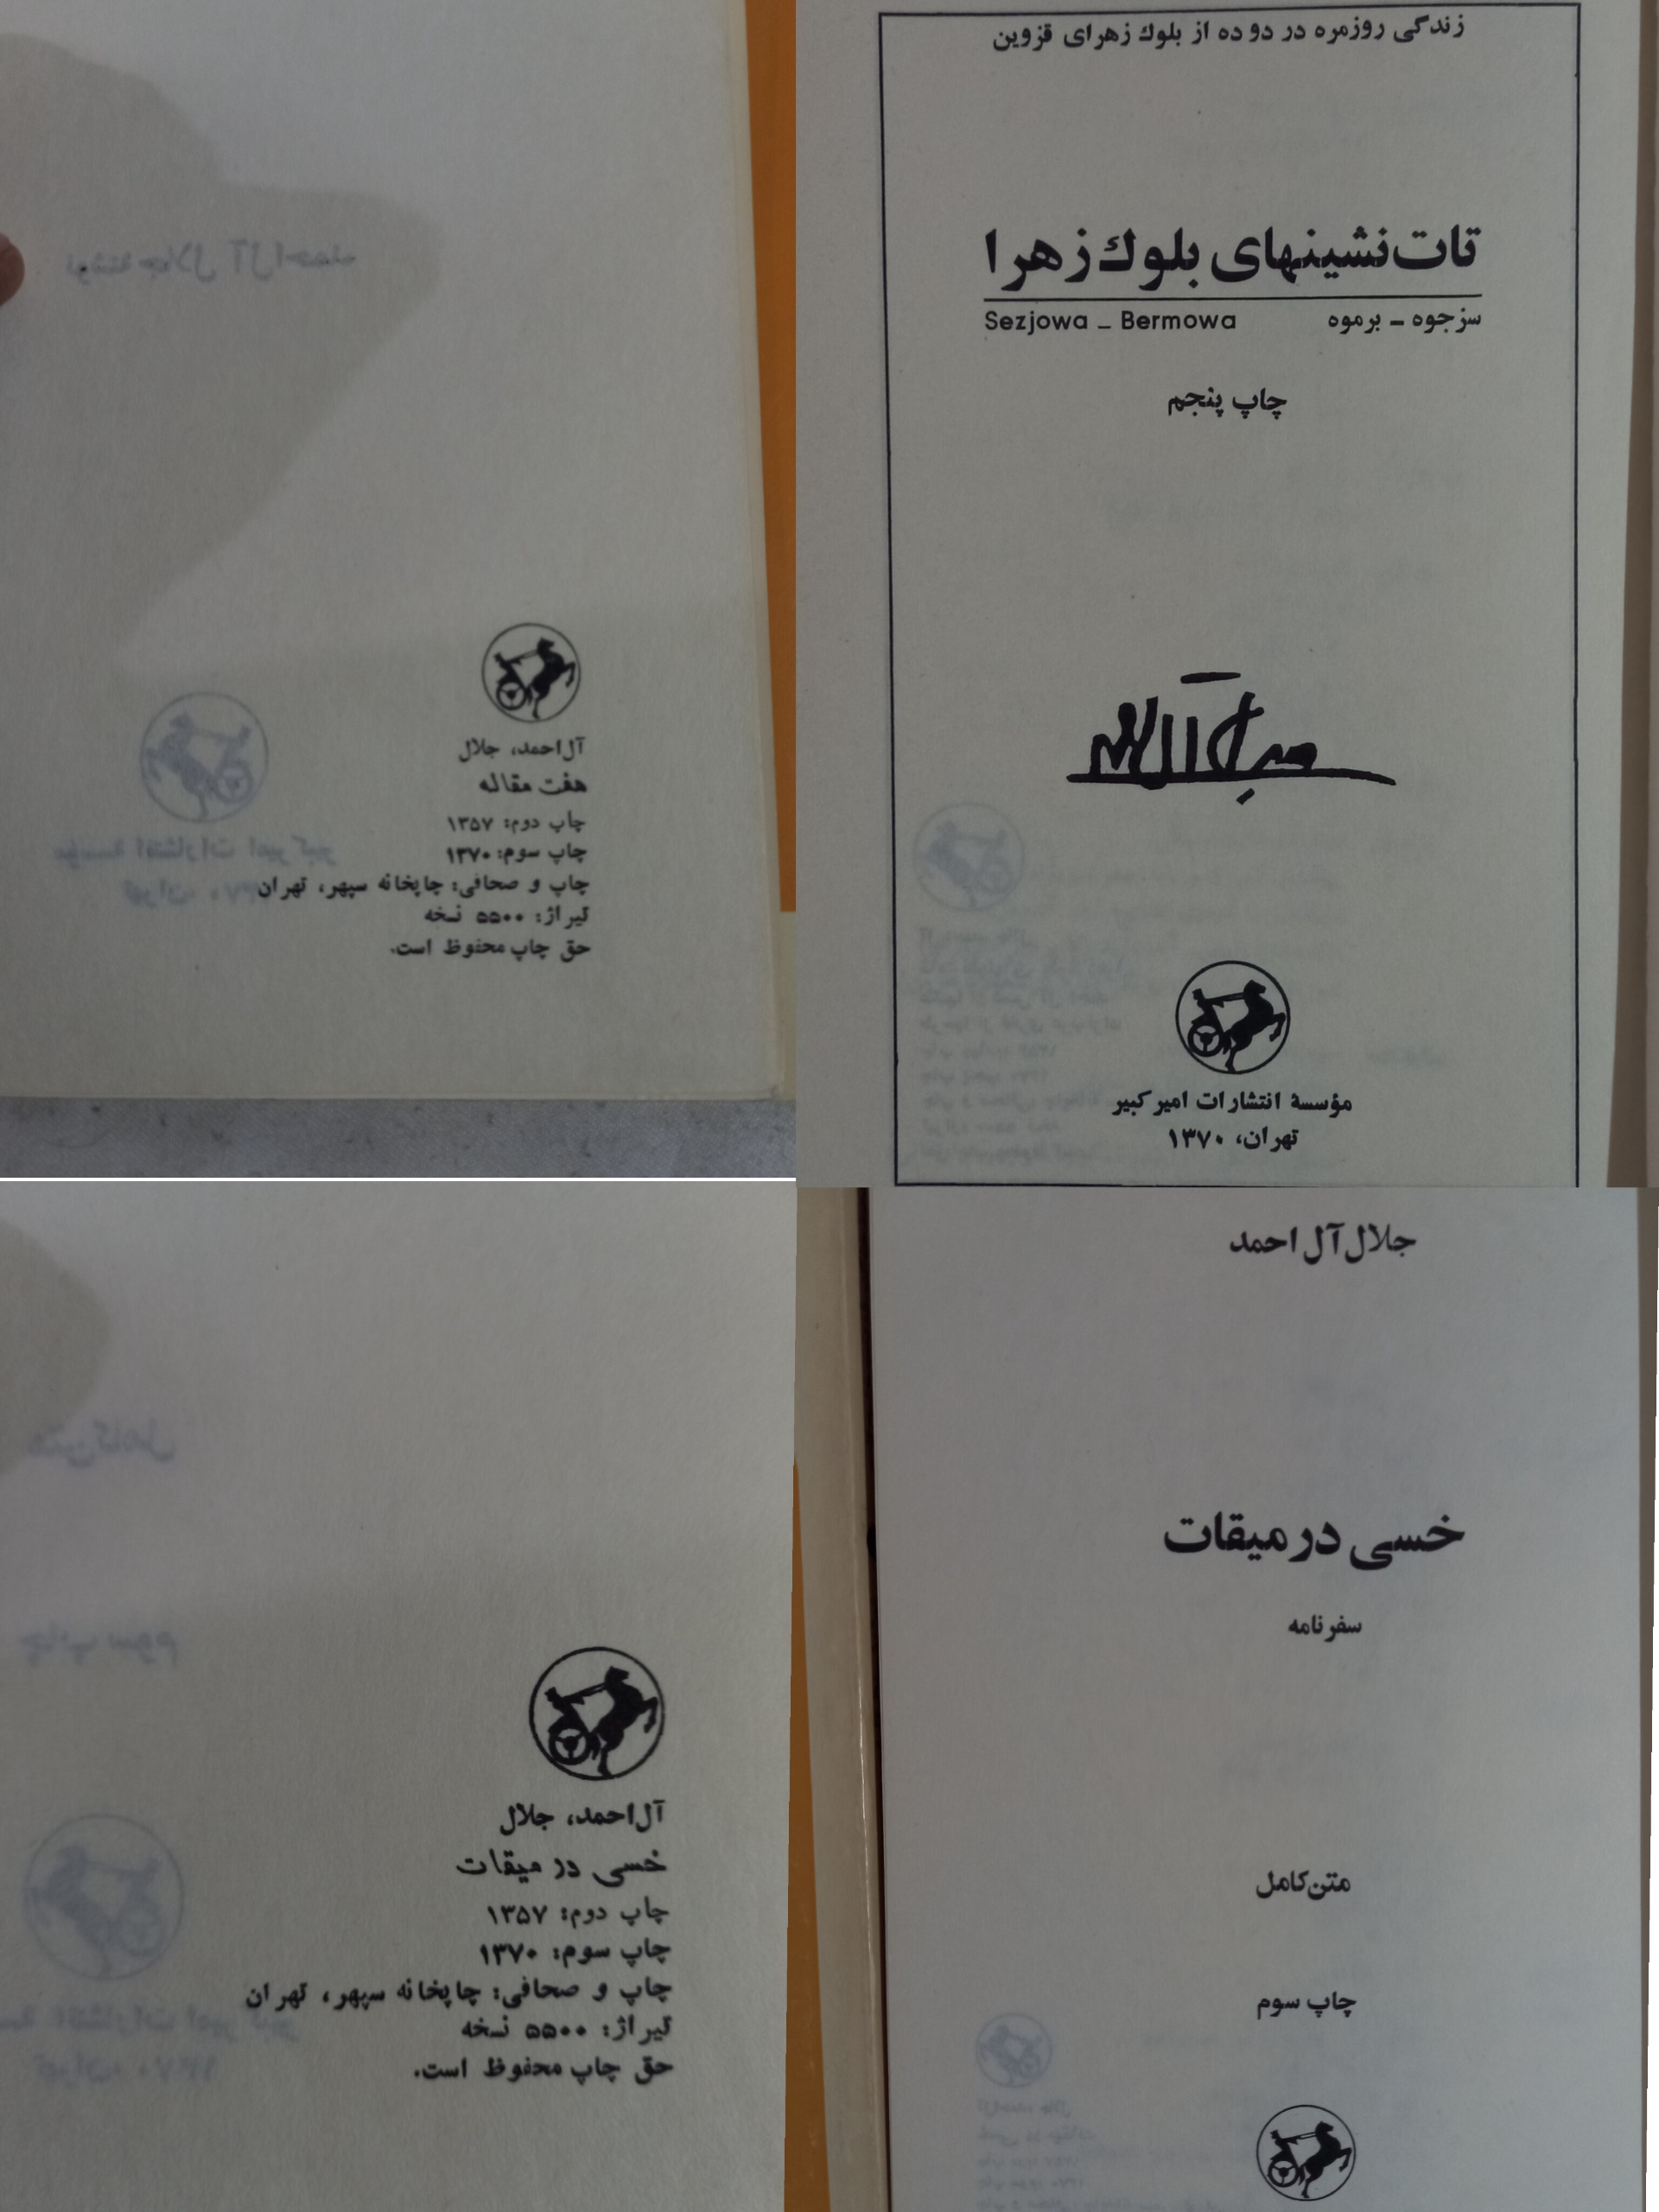 آل‌احمد، جلال
هفت مقاله
چاپ دوم: ۱۳۵۷
چاپ سوم: ۱۳۷۰
چاپ و صحافی: چاپخانه سپهر، تهران
تیراژ: ۵۵۰۰ نسخه
حق چاپ محفوظ است.
زندگی روزمره در دو ده از بلوك زهرای قزوین
تات‌نشینهای بلوك زهرا
سزجوه – برموه Sezjowa – Bermowa
چاپ پنجم
جلال آل احمد
مؤسسهٔ انتشارات امیرکبیر
تهران، ۱۳۷۰
آل‌احمد، جلال
خسی در میقات
چاپ دوم: ۱۳۵۷
چاپ سوم: ۱۳۷۰
چاپ و صحافی: چاپخانه سپهر، تهران
تیراژ: ۵۵۰۰ نسخه
حق چاپ محفوظ است.
جلال آل احمد
خسی در میقات
سفرنامه
متن کامل
چاپ سوم